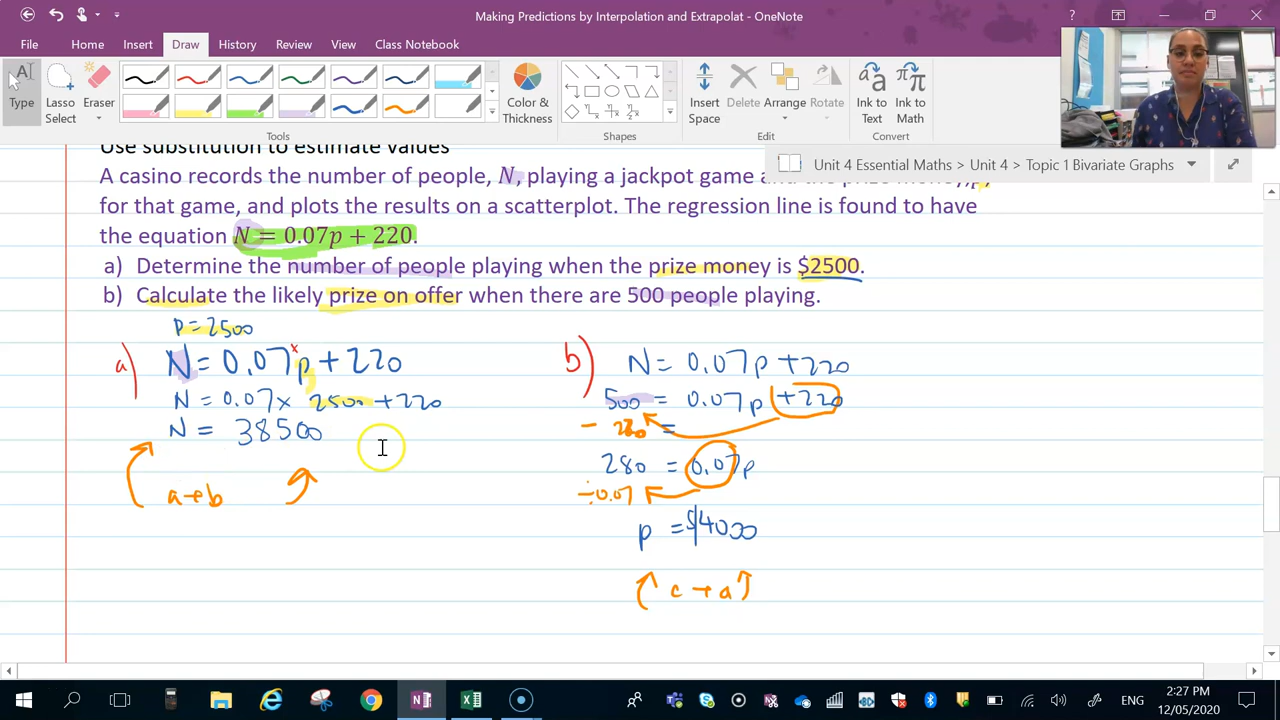 Making Predictions by Interpolation and Extrapolat - OneNote
File Home Insert Draw History Review View Class Notebook
Type Lasso Select Eraser Color & Thickness Insert Space Delete Arrange Rotate Ink to Text Ink to Math
Tools Shapes Edit Convert
Unit 4 Essential Maths > Unit 4 > Topic 1 Bivariate Graphs
Use substitution to estimate values
A casino records the number of people, N, playing a jackpot game and the prize money, p,
for that game, and plots the results on a scatterplot. The regression line is found to have
the equation N = 0.07p + 220.
a) Determine the number of people playing when the prize money is $2500.
b) Calculate the likely prize on offer when there are 500 people playing.
P = 2500
a) N = 0.07 x p + 220
N = 0.07 x 2500 + 220
N = 38500
a → b
b) N = 0.07p + 220
500 = 0.07p + 220
- 220 =
280 = 0.07p
÷0.07
p = $4000
c → a
ENG
2:27 PM
12/05/2020